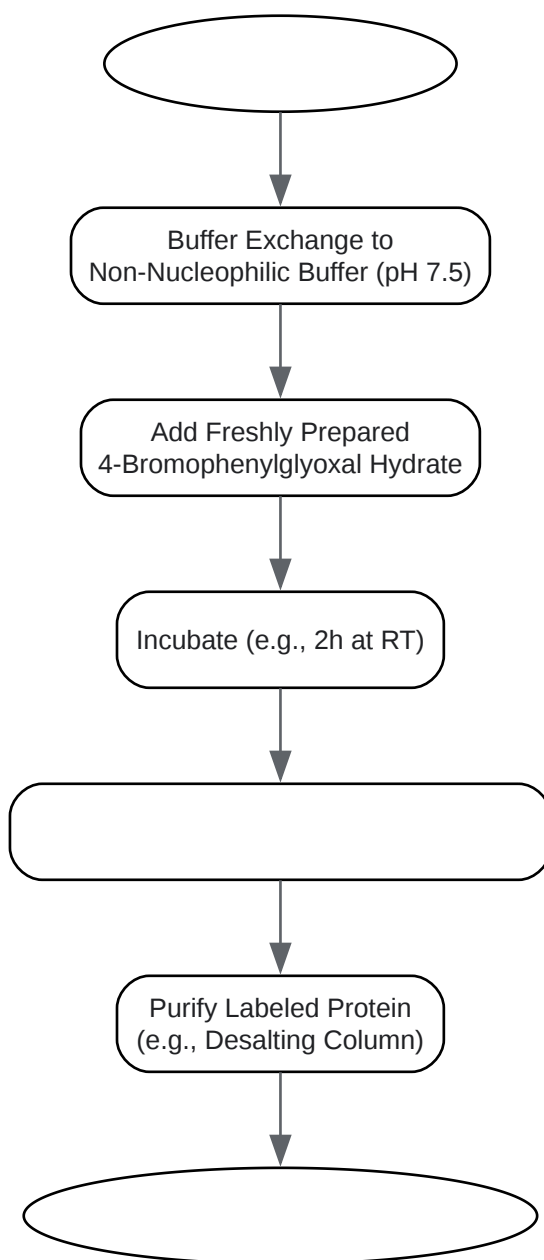 Buffer Exchange to
Non-Nucleophilic Buffer (pH 7.5)
Add Freshly Prepared
4-Bromophenylglyoxal Hydrate
Incubate (e.g., 2h at RT)
Purify Labeled Protein
(e.g., Desalting Column)